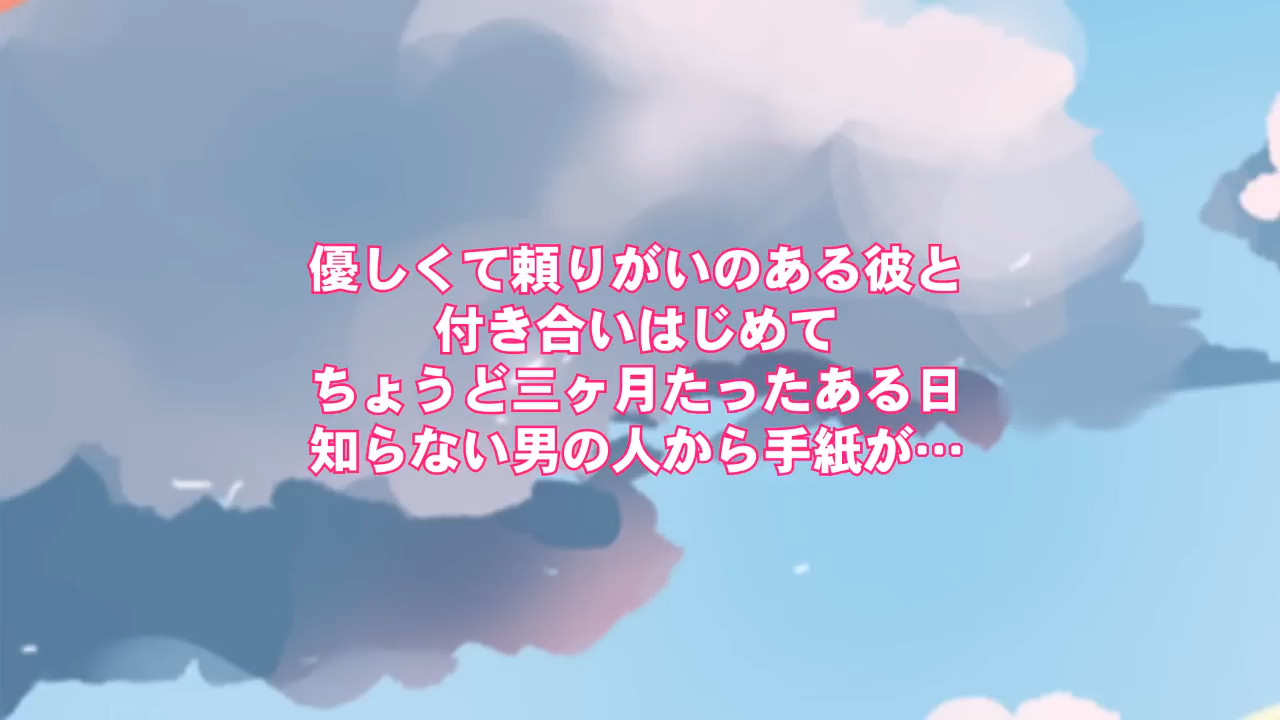 優しくて頼りがいのある彼と
付き合いはじめて
ちょうど三ヶ月たったある日
知らない男の人から手紙が…